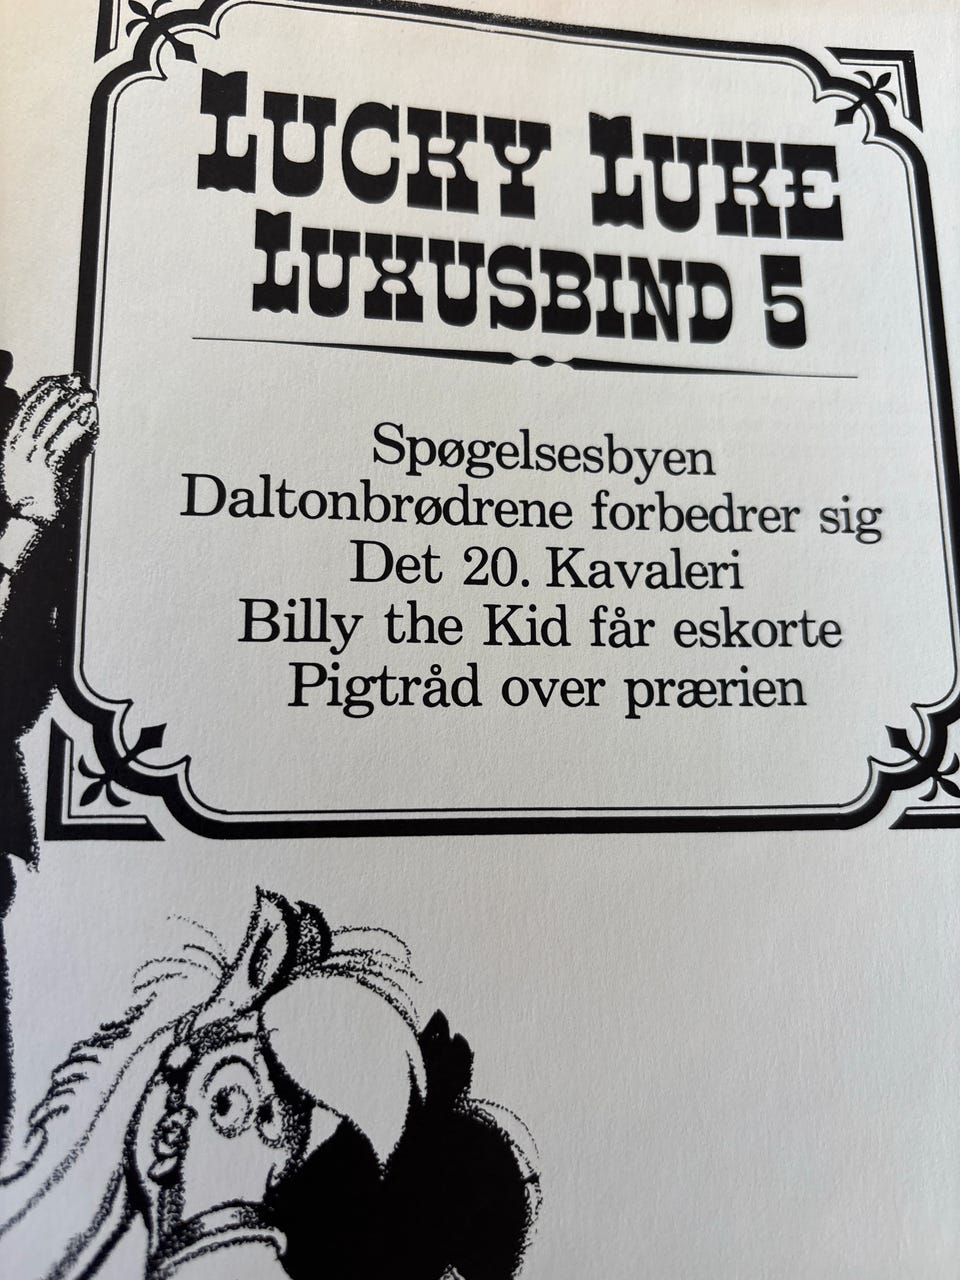 LUCKY LUKE
LUXUSBIND 5
Spøgelsesbyen
Daltonbrødrene forbedrer sig
Det 20. Kavaleri
Billy the Kid får eskorte
Pigtråd over prærien